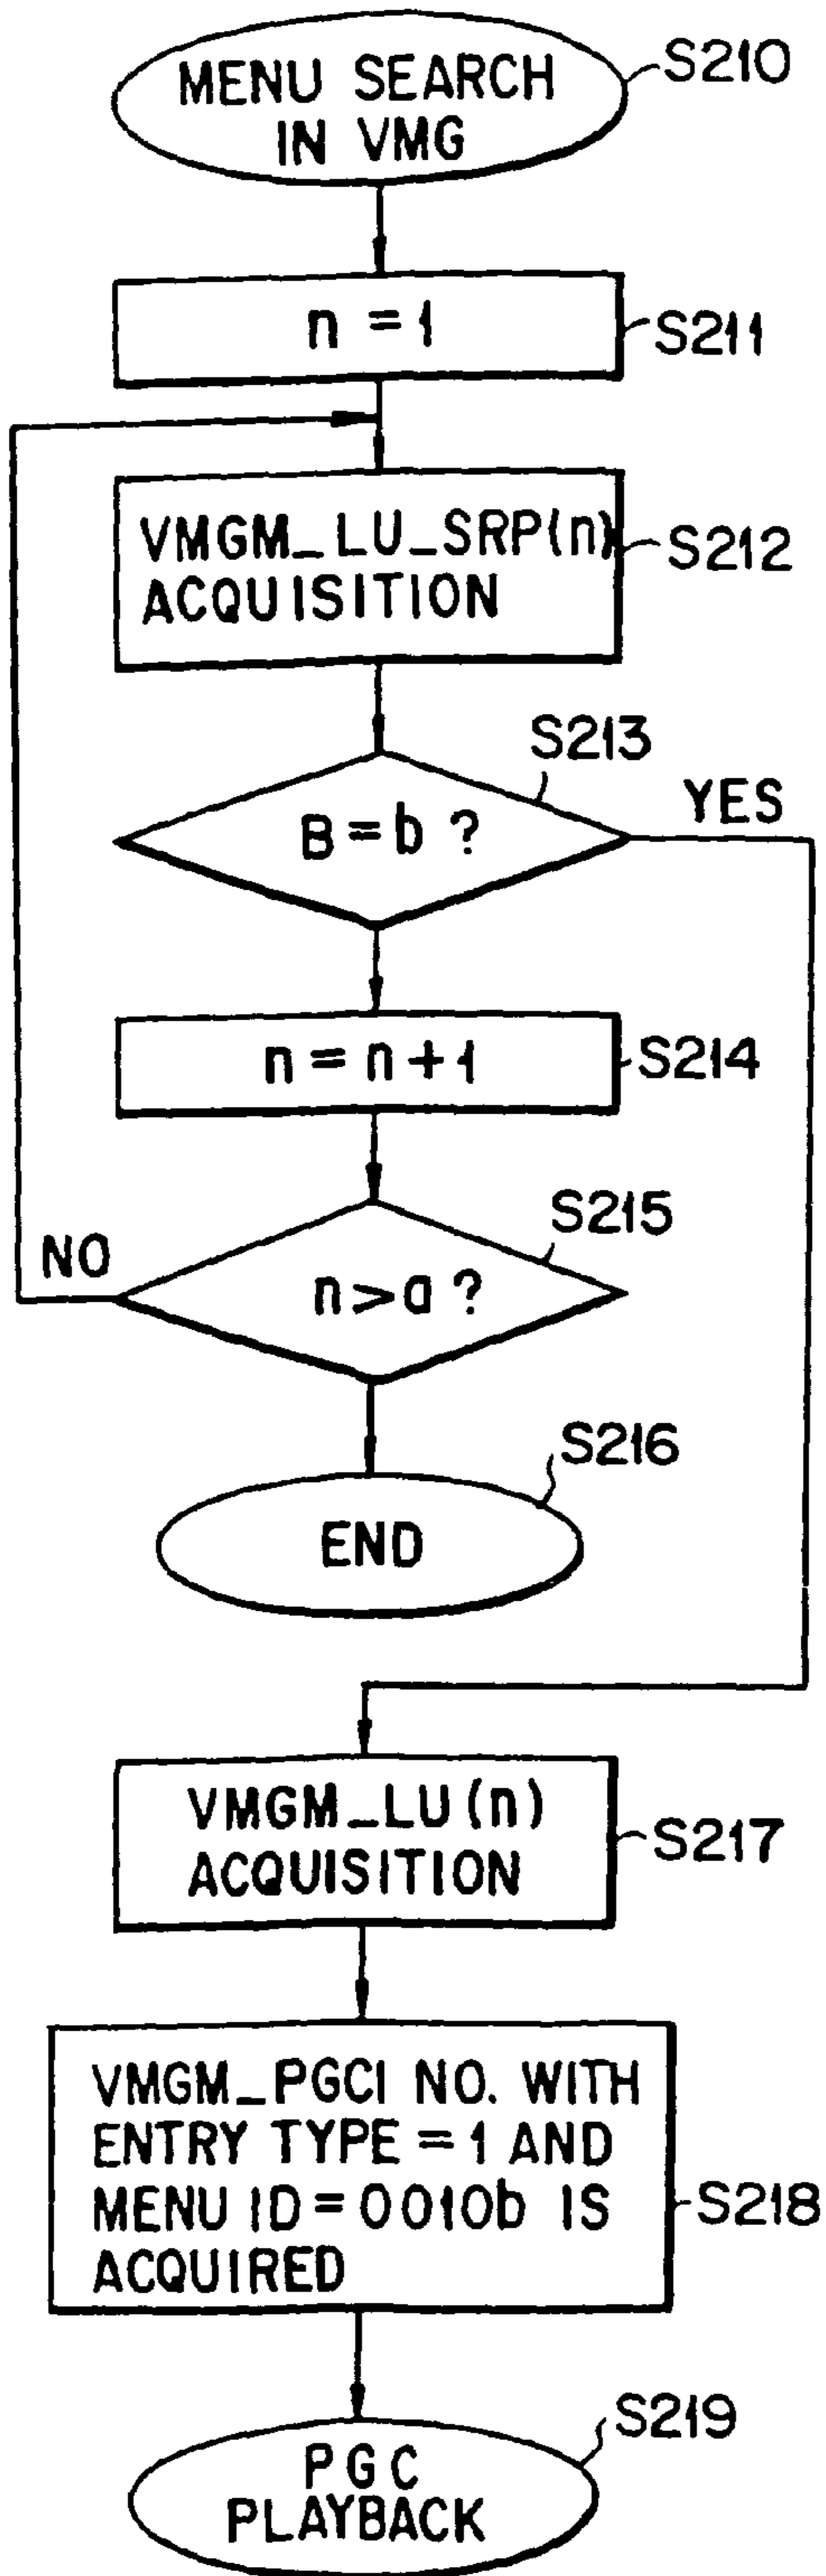 MENU SEARCH
IN VMG
S210
n = 1
S211
VMGM_LU_SRP(n)
ACQUISITION
S212
S213
B = b ?
YES
n = n + 1
S214
S215
NO
n > a ?
S216
END
VMGM_LU (n)
ACQUISITION
S217
VMGM_PGCI NO. WITH
ENTRY TYPE = 1 AND
MENU ID = 0010b IS
ACQUIRED
S218
S219
PGC
PLAYBACK